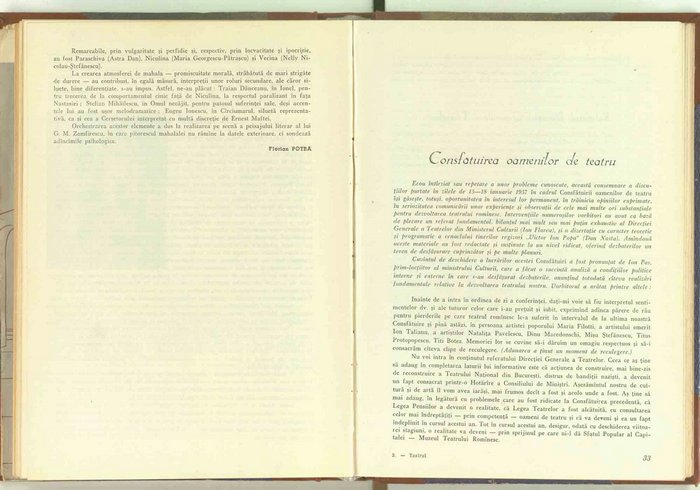 Remarcabile, prin vulgaritate și perfidie și, respectiv, prin locvacitate și ipocrizie,
au fost Paraschiva (Astra Dan), Niculina (Maria Georgescu-Pătrașcu) și Vecina (Nelly Ni-
colau-Ștefănescu).
La crearea atmosferei de mahala — promiscuitate morală, străbătută de mari strigăte
de durere — au contribuit, în egală măsură, interpreții unor roluri secundare, ale căror si-
luete, bine diferențiate, s-au impus. Astfel, ne-au plăcut: Traian Dănceanu, în Ionel, pen-
tru trecerea de la comportamentul cinic față de Niculina, la respectul paralizant în fața
Nastasiei; Ștefan Mihăilescu, în Omul necăjit, pentru patosul suferinței sale, deși accen-
tele lui au fost ușor melodramatice; Eugeu Ionescu, în Circiumarul, siluetă reprezenta-
tivă, ca și cea a Cerșetorului interpretat cu multă discreție de Ernest Maftei.
Orchestrarea acestor elemente a dus la realizarea pe scenă a peisajului literar al lui
G. M. Zamfirescu, în care pitorescul mahalalei nu rămîne la datele exterioare, ci sondează
adîncimile psihologice.
Florian POTRA
Consfătuirea oamenilor de teatru
Ecou întîrziat sau repetare a unor probleme cunoscute, această consemnare a discu-
țiilor purtate în zilele de 15—18 ianuarie 1957 în cadrul Consfătuirii oamenilor de teatru
își găsește, totuși, oportunitatea în interesul lor permanent, în trăinicia opiniilor exprimate,
în seriozitatea comunicării unor experiențe și observații de cele mai multe ori substanțiale
pentru dezvoltarea teatrului romînesc. Intervențiile numeroșilor vorbitori au avut ca bază
de plecare un referat fundamental, bilanțul mai mult sau mai puțin exhaustiv al Direcției
Generale a Teatrelor din Ministerul Culturii (Ion Flarea), și o disertație cu caracter teoretic
și programatic a cenaclului tinerilor regizori „Victor Ion Popa“ (Dan Nasta). Amîndouă
aceste materiale au fost redactate și susținute la un nivel ridicat, oferind dezbaterilor un
teren de desfășurare cuprinzător și pe multe planuri.
Cuvîntul de deschidere a lucrărilor acestei Consfătuiri a fost pronunțat de Ion Pas,
prim-locțiitor al ministrului Culturii, care a făcut o succintă analiză a condițiilor politice
interne și externe în care s-au desfășurat dezbaterile, anunțînd totodată cîteva realizări
fundamentale relative la dezvoltarea teatrului nostru. Vorbitorul a arătat printre altele:
Înainte de a intra în ordinea de zi a conferinței, dați-mi voie să fiu interpretul senti-
mentelor dv. și ale tuturor celor care i-au prețuit și iubit, exprimînd adînca părere de rău
pentru pierderile pe care teatrul romînesc le-a suferit în intervalul de la ultima noastră
Consfătuire și pînă astăzi, în persoana artistei poporului Maria Filotti, a artistului emerit
Ion Talianu, a artiștilor Natalița Pavelescu, Dinu Macedonschi, Mișu Ștefănescu, Titus
Protopopescu, Titi Botez. Memoriei lor se cuvine să-i dăruim un omagiu respectuos și să-i
consacrăm cîteva clipe de reculegere. (Adunarea a ținut un moment de reculegere.)
Nu voi intra în conținutul referatului Direcției Generale a Teatrelor. Ceea ce aș ține
să adaug în completarea laturii lui informative este că acțiunea de construire, mai bine-zis
de reconstruire a Teatrului Național din București, distrus de bandiții naziști, a devenit
un fapt consacrat printr-o Hotărîre a Consiliului de Miniștri. Așezămîntul nostru de cul-
tură și de artă îl vom avea iarăși, mai frumos decît a fost și acolo unde a fost. Aș ține să
mai adaug, în legătură cu problemele care au fost ridicate la Consfătuirea precedentă, că
Legea Pensiilor a devenit o realitate, că Legea Teatrelor a fost alcătuită, cu consultarea
celor mai îndreptățiți — prin competență — oameni de teatru și că va deveni și ea un fapt
îndeplinit în cursul acestui an. Tot în cursul acestui an, desigur, odată cu deschiderea viitoa-
rei stagiuni, o realitate va deveni — prin sprijinul pe care ni-l dă Sfatul Popular al Capi-
talei — Muzeul Teatrului Romînesc.
3. — Teatrul
33